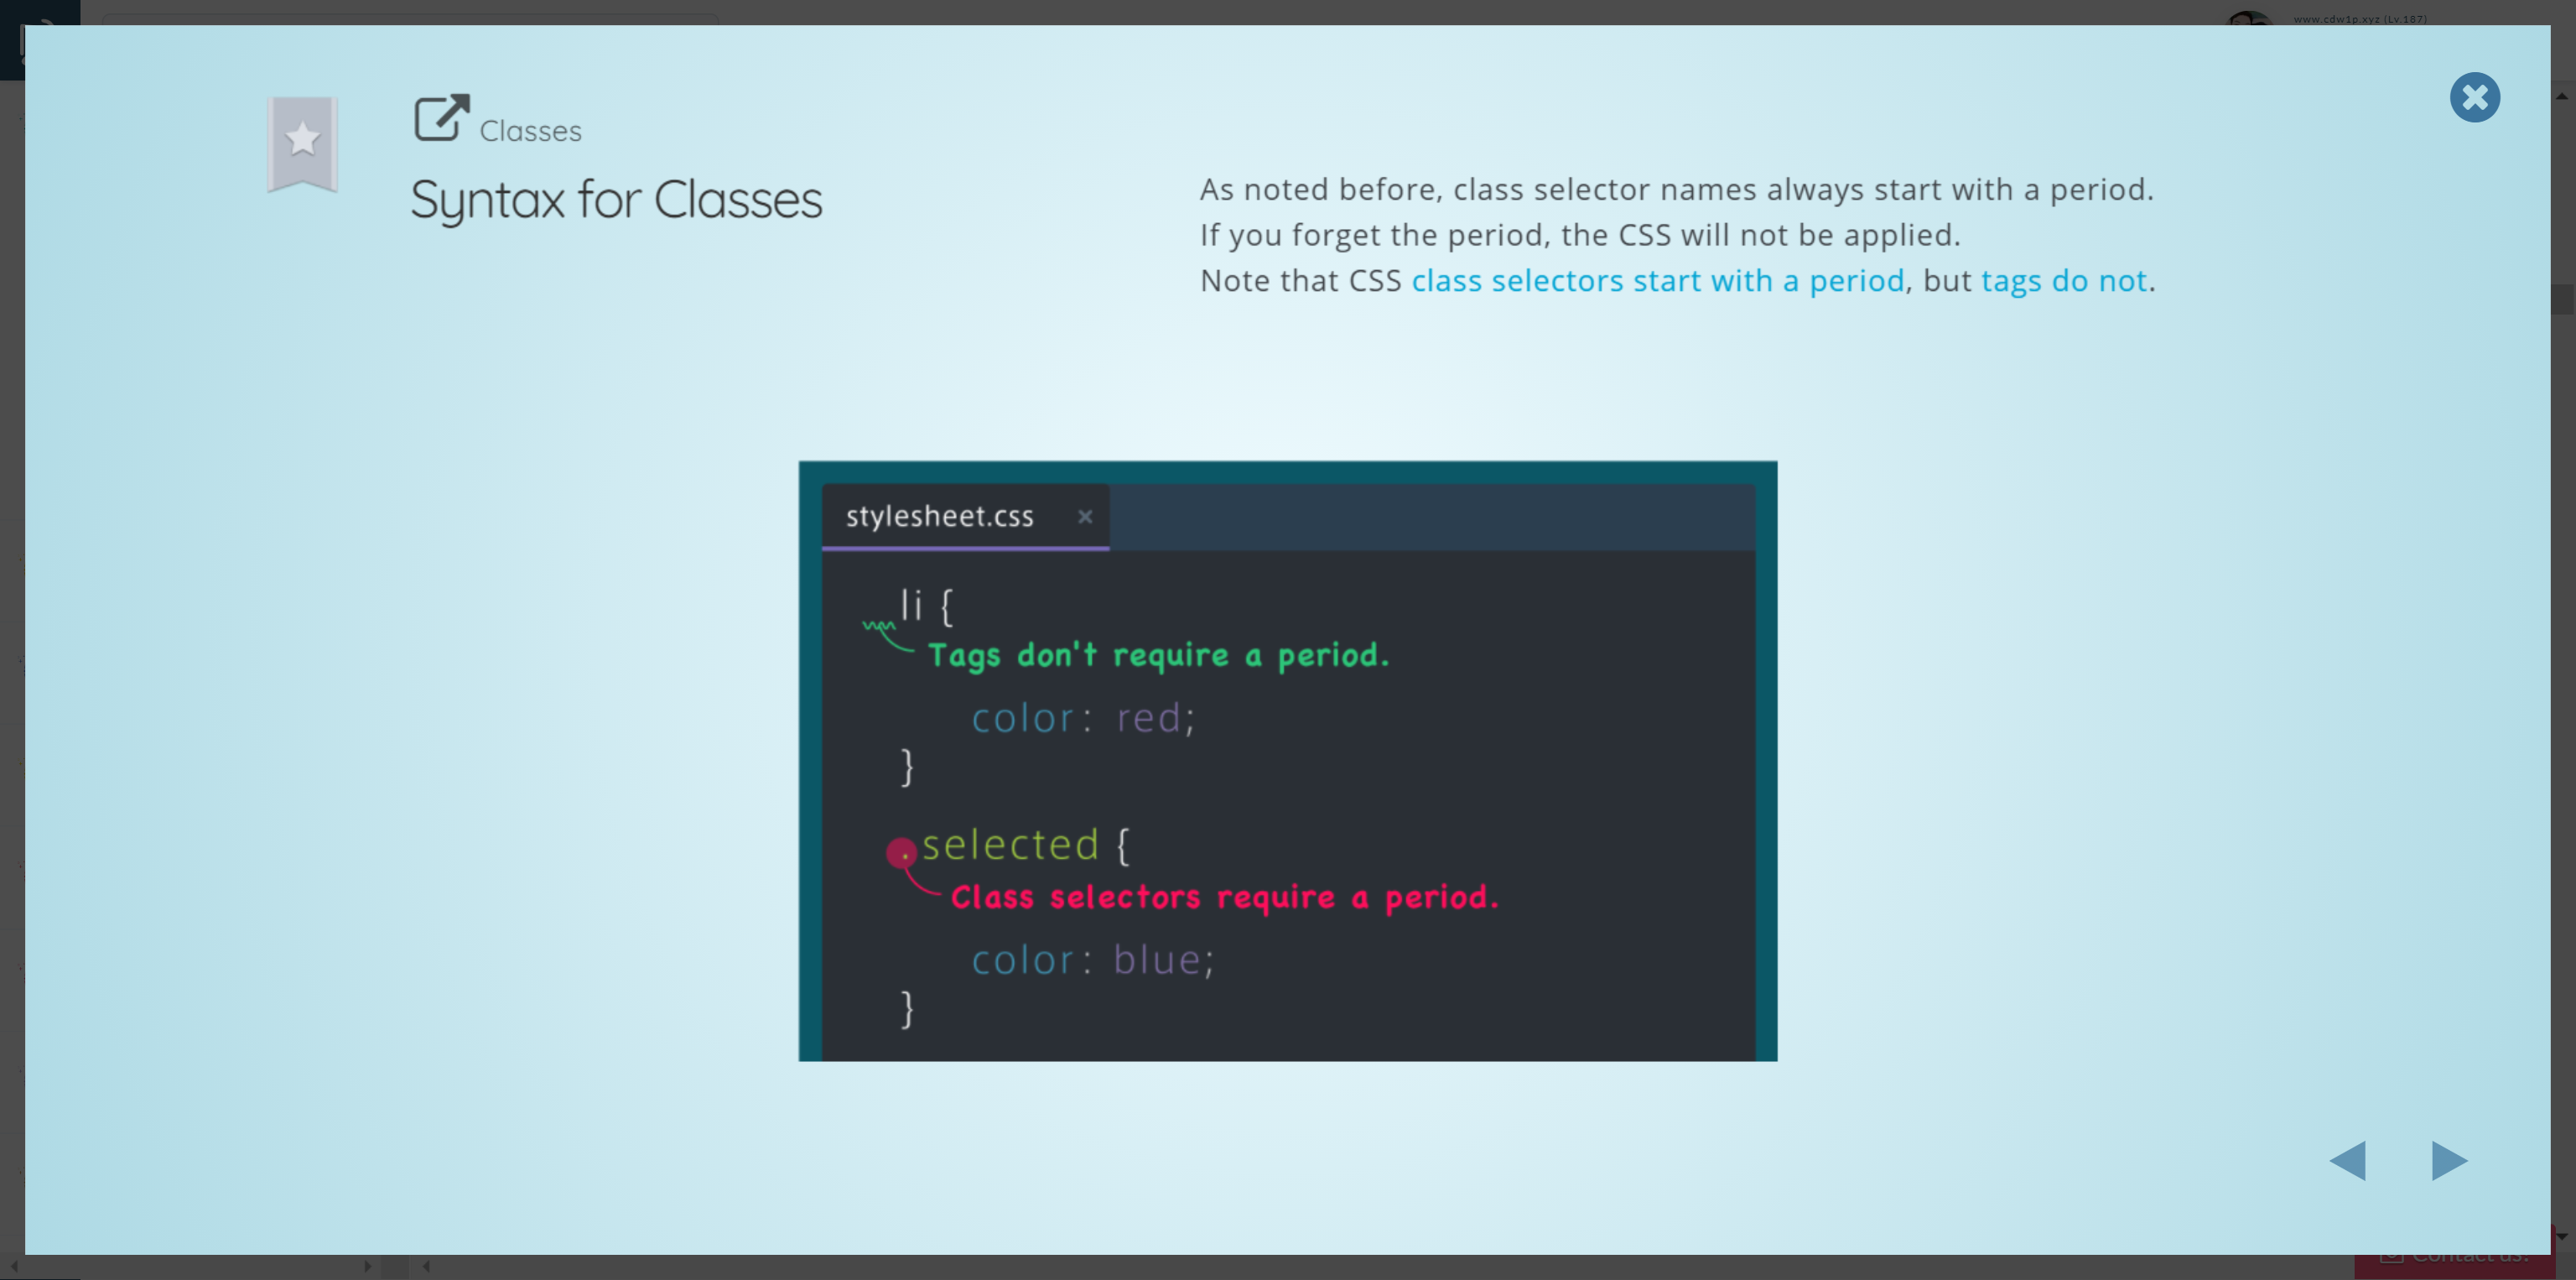 www.cdw1p.xyz (Lv.187)
Classes
Syntax for Classes
As noted before, class selector names always start with a period.
If you forget the period, the CSS will not be applied.
Note that CSS class selectors start with a period, but tags do not.
stylesheet.css ×
li {
Tags don't require a period.
color: red;
}
.selected {
Class selectors require a period.
color: blue;
}
Contact us!